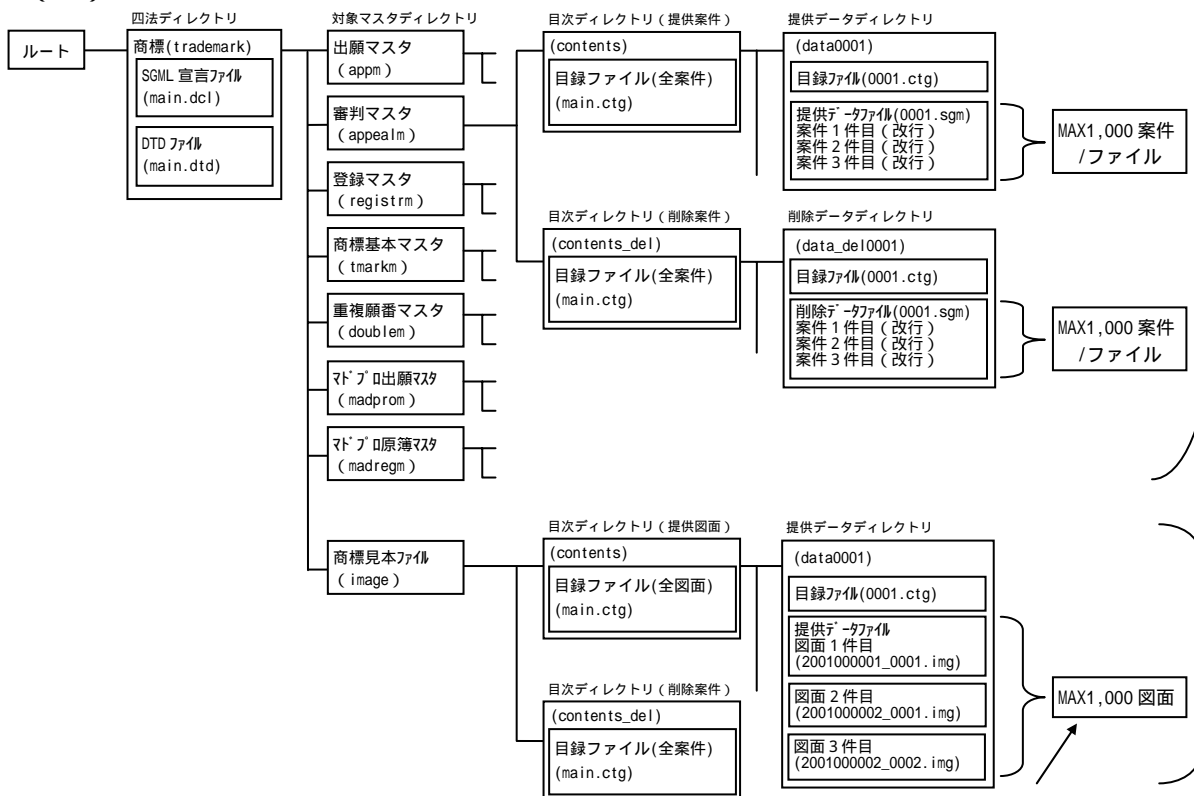 四法ディレクトリ
対象マスタディレクトリ
目次ディレクトリ(提供案件)
提供データディレクトリ
ルート
商標(trademark)
SGML 宣言ファイル
(main.dcl)
DTD ファイル
(main.dtd)
出願マスタ
(appm)
審判マスタ
(appealm)
登録マスタ
(registrm)
商標基本マスタ
(tmarkm)
重複願番マスタ
(doublem)
マドプロ出願マスタ
(madprom)
マドプロ原簿マスタ
(madregm)
(contents)
目録ファイル(全案件)
(main.ctg)
(data0001)
目録ファイル(0001.ctg)
提供データファイル(0001.sgm)
案件1件目(改行)
案件2件目(改行)
案件3件目(改行)
MAX1,000 案件
/ファイル
目次ディレクトリ(削除案件)
削除データディレクトリ
(contents_del)
目録ファイル(全案件)
(main.ctg)
(data_del0001)
目録ファイル(0001.ctg)
削除データファイル(0001.sgm)
案件1件目(改行)
案件2件目(改行)
案件3件目(改行)
MAX1,000 案件
/ファイル
目次ディレクトリ(提供図面)
提供データディレクトリ
商標見本ファイル
(image)
(contents)
目録ファイル(全図面)
(main.ctg)
(data0001)
目録ファイル(0001.ctg)
提供データファイル
図面1件目
(2001000001_0001.img)
図面2件目
(2001000002_0001.img)
図面3件目
(2001000002_0002.img)
MAX1,000 図面
目次ディレクトリ(削除案件)
(contents_del)
目録ファイル(全案件)
(main.ctg)